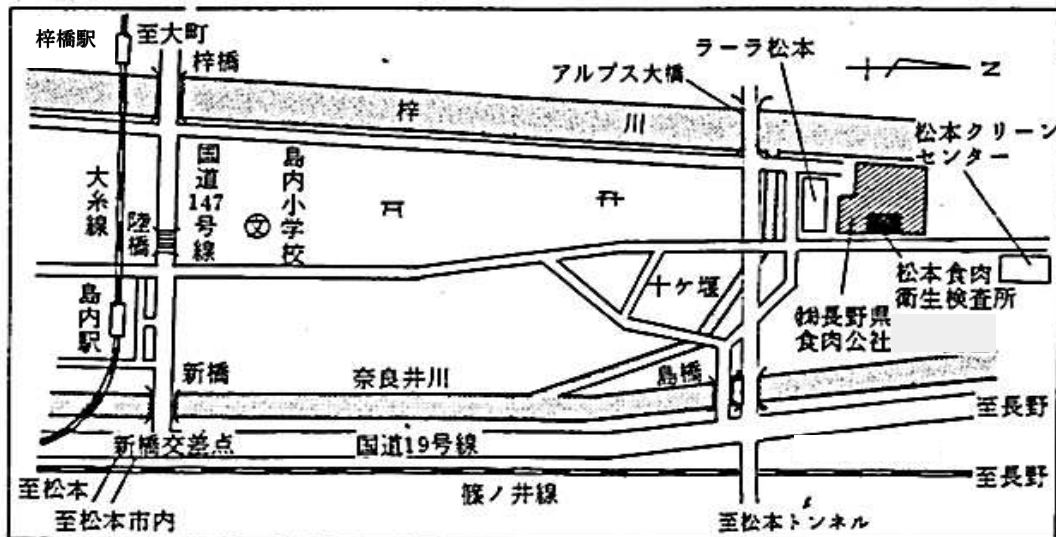 梓橋駅
至大町
梓橋
ラーラ松本
アルプス大橋
N
梓川
松本クリーン
センター
大糸線
陸橋
国道147号線
文
島内小学校
十ケ堰
松本食肉
衛生検査所
㈱長野県
食肉公社
島内駅
新橋
奈良井川
島橋
至長野
新橋交差点
国道19号線
至松本
篠ノ井線
至長野
至松本市内
至松本トンネル